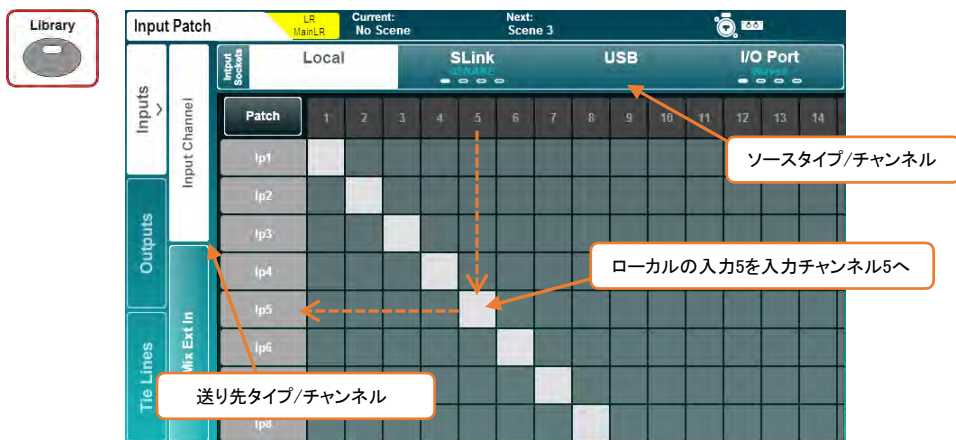 Library
Input Patch
LR
MainLR
Current:
No Scene
Next:
Scene 3
Intput
Sockets
Local
SLink
dSNAKE
USB
I/O Port
Waves
Inputs
Input Channel
Patch
1 2 3 4 5 6 7 8 9 10 11 12 13 14
Ip1
ソースタイプ/チャンネル
Ip2
Outputs
Ip3
Ip4
ローカルの入力5を入力チャンネル5へ
Ip5
Mix Ext In
Ip6
Tie Lines
送り先タイプ/チャンネル
Ip8